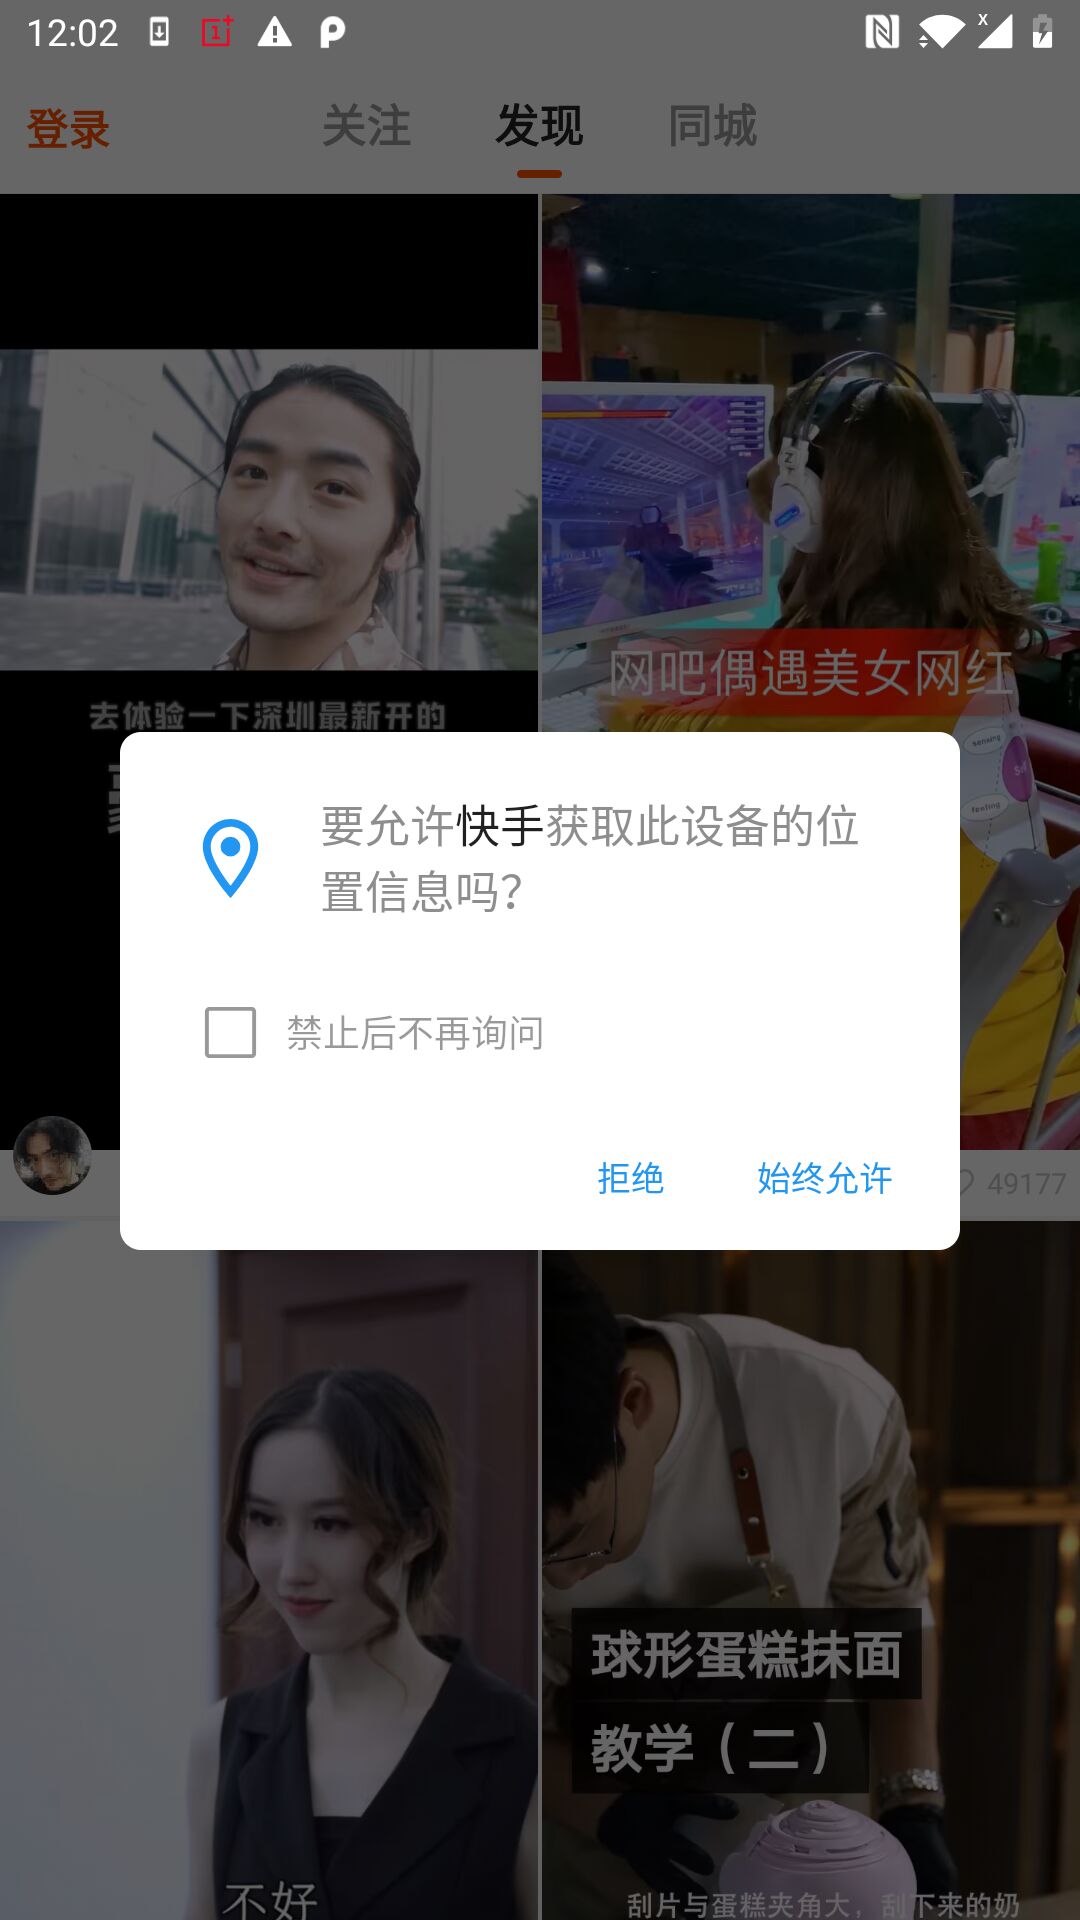 12:02
登录
关注
发现
同城
去体验一下深圳最新开的
网吧偶遇美女网红
sensing
Self
feeling
要允许快手获取此设备的位
置信息吗？
禁止后不再询问
拒绝
始终允许
49177
球形蛋糕抹面
教学（二）
不好
刮片与蛋糕夹角大，刮下来的奶